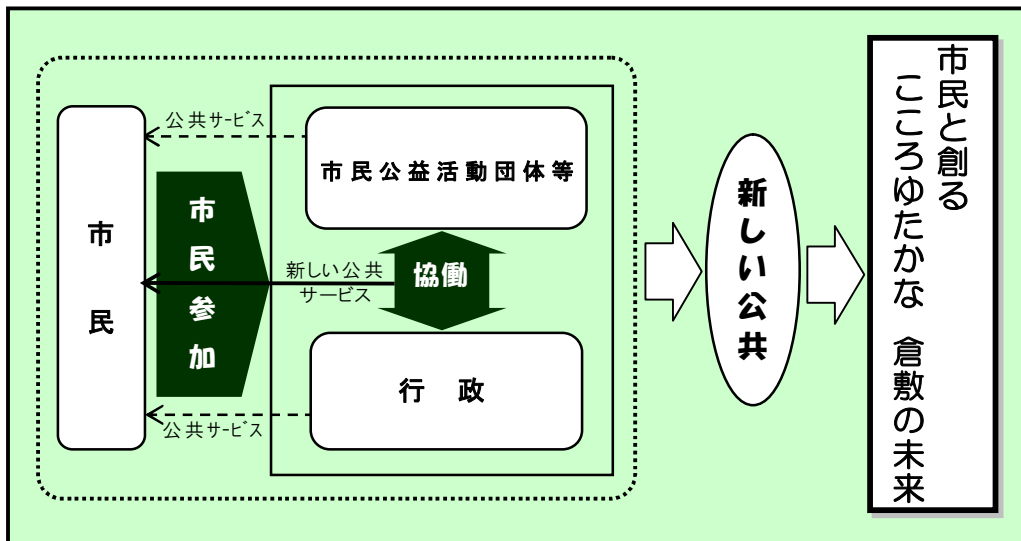 市民
公共サービス
市民参加
新しい公共
サービス
公共サービス
市民公益活動団体等
協働
行政
新しい公共
市民と創る
こころゆたかな 倉敷の未来